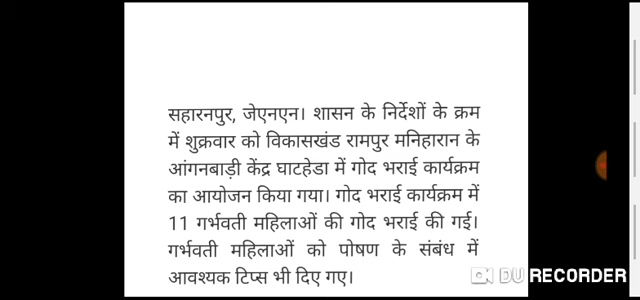 सहारनपुर, जेएनएन। शासन के निर्देशों के क्रम
में शुक्रवार को विकासखंड रामपुर मनिहारान के
आंगनबाड़ी केंद्र घाटहेडा में गोद भराई कार्यक्रम
का आयोजन किया गया। गोद भराई कार्यक्रम में
11 गर्भवती महिलाओं की गोद भराई की गई।
गर्भवती महिलाओं को पोषण के संबंध में
आवश्यक टिप्स भी दिए गए।
DU RECORDER